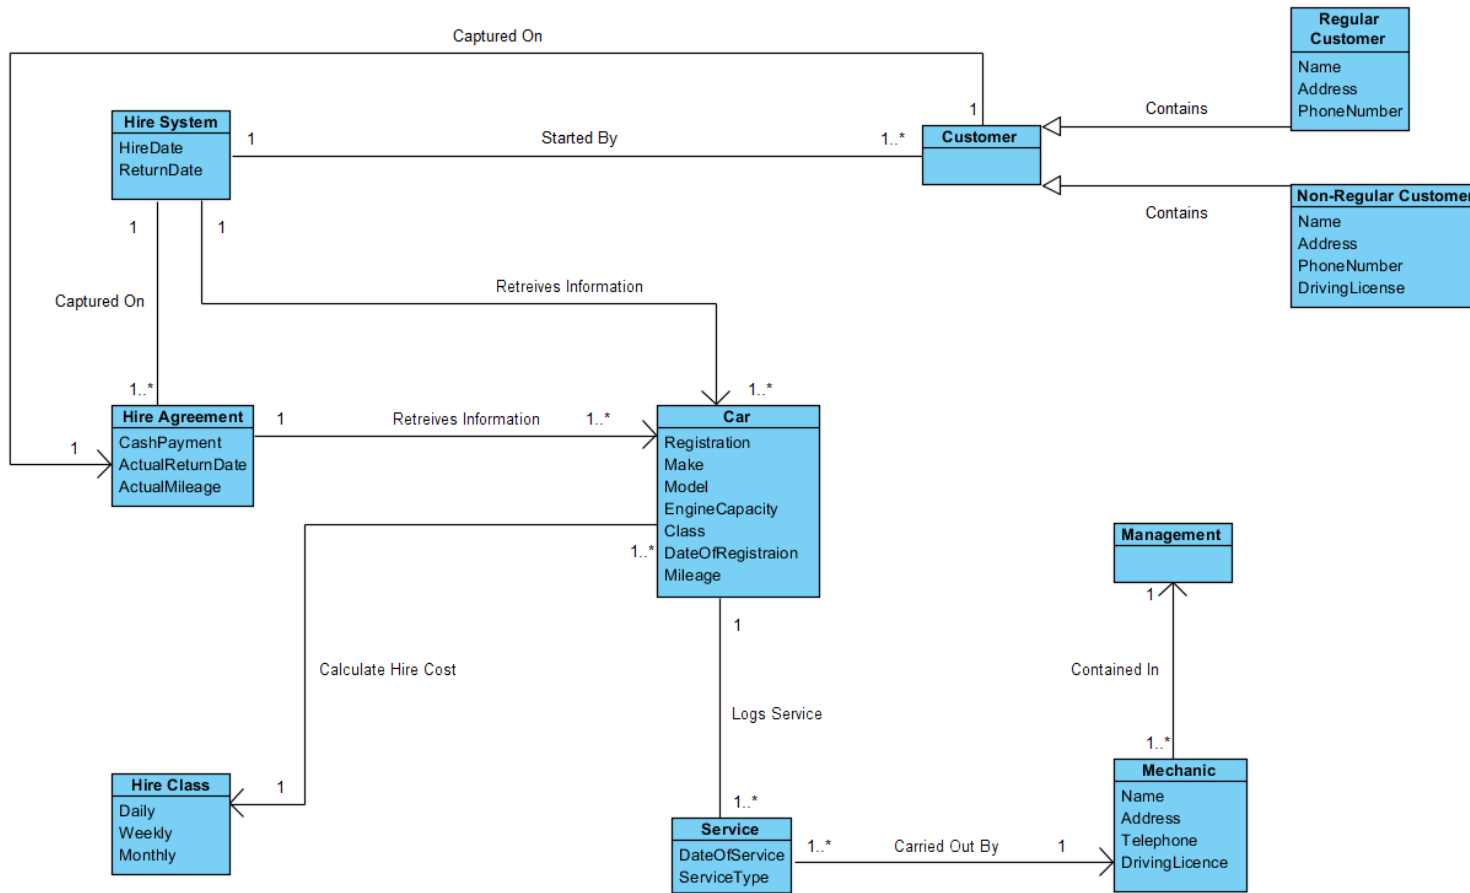 Regular
Customer
Name
Address
PhoneNumber
Captured On
1
Contains
Hire System
HireDate
ReturnDate
1
Started By
1..*
Customer
Contains
Non-Regular Customer
Name
Address
PhoneNumber
DrivingLicense
1
1
Captured On
Retreives Information
1..*
1..*
Hire Agreement
CashPayment
ActualReturnDate
ActualMileage
1
1
Retreives Information
1..*
Car
Registration
Make
Model
EngineCapacity
Class
DateOfRegistraion
Mileage
1..*
1
Management
1
Calculate Hire Cost
Contained In
Logs Service
1..*
Hire Class
Daily
Weekly
Monthly
1
1..*
Service
DateOfService
ServiceType
1..*
Carried Out By
1
Mechanic
Name
Address
Telephone
DrivingLicence